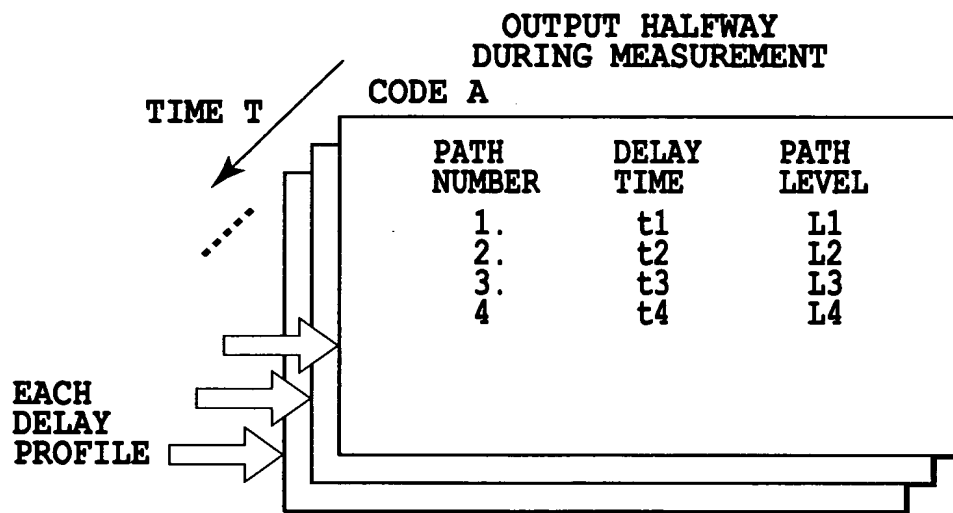 OUTPUT HALFWAY
DURING MEASUREMENT
TIME T
CODE A
PATH NUMBER DELAY TIME PATH LEVEL
1. t1 L1
2. t2 L2
3. t3 L3
4 t4 L4
EACH
DELAY
PROFILE